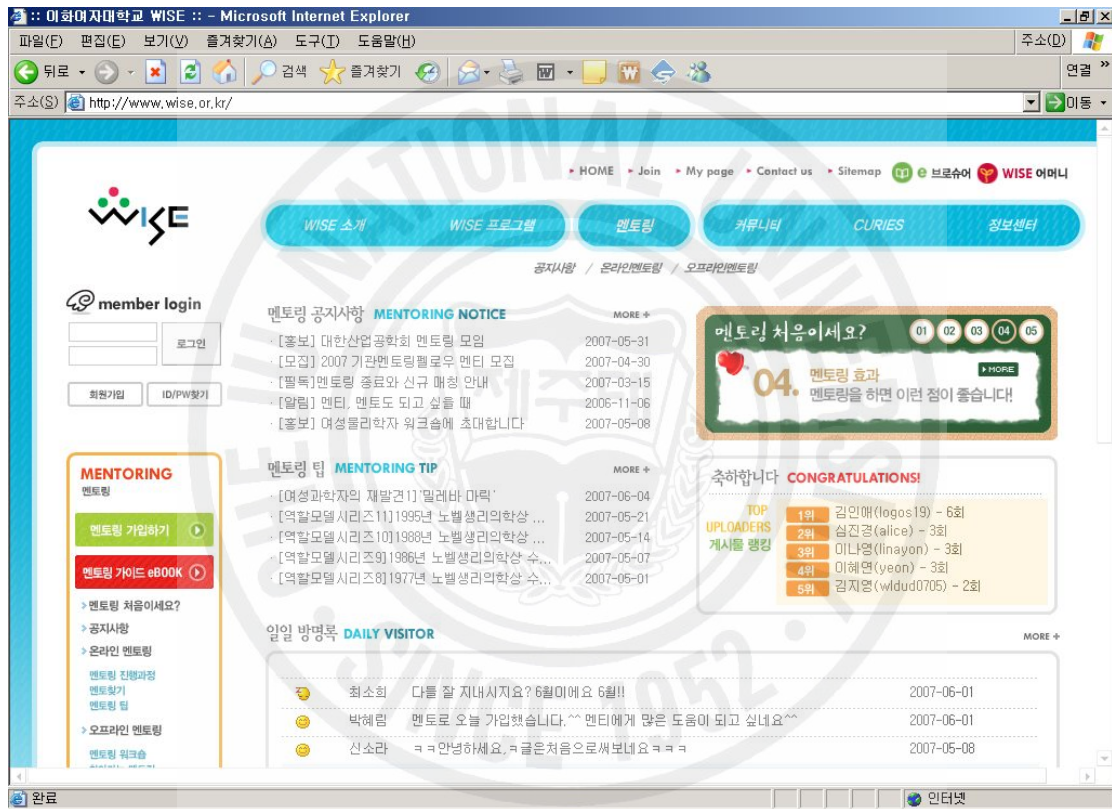 :: 이화여자대학교 WISE :: - Microsoft Internet Explorer
파일(F) 편집(E) 보기(V) 즐겨찾기(A) 도구(T) 도움말(H) 주소(D)
뒤로 검색 즐겨찾기 연결 »
주소(S) http://www.wise.or.kr/ 이동
HOME Join My page Contact us Sitemap e 브로슈어 WISE 어머니
WISE
WISE 소개 WISE 프로그램 멘토링 커뮤니티 CURIES 정보센터
공지사항 / 온라인멘토링 / 오프라인멘토링
member login
로그인
회원가입 ID/PW찾기
멘토링 공지사항 MENTORING NOTICE MORE +
· [홍보] 대한산업공학회 멘토링 모임 2007-05-31
· [모집] 2007 기관멘토링펠로우 멘티 모집 2007-04-30
· [필독]멘토링 종료와 신규 매칭 안내 2007-03-15
· [알림] 멘티, 멘토도 되고 싶을 때 2006-11-06
· [홍보] 여성물리학자 워크숍에 초대합니다 2007-05-08
멘토링 처음이세요? 01 02 03 04 05
04. 멘토링 효과 MORE
멘토링을 하면 이런 점이 좋습니다!
MENTORING
멘토링
멘토링 가입하기
멘토링 가이드 eBOOK
> 멘토링 처음이세요?
> 공지사항
> 온라인 멘토링
멘토링 진행과정
멘토찾기
멘토링 팁
> 오프라인 멘토링
멘토링 워크숍
멘토링 팁 MENTORING TIP MORE +
· [여성과학자의 재발견1] '밀레바 마릭' 2007-06-04
· [역할모델시리즈11]1995년 노벨생리의학상 ... 2007-05-21
· [역할모델시리즈10]1988년 노벨생리의학상 ... 2007-05-14
· [역할모델시리즈9]1986년 노벨생리의학상 수... 2007-05-07
· [역할모델시리즈8]1977년 노벨생리의학상 수... 2007-05-01
축하합니다 CONGRATULATIONS!
TOP UPLOADERS 게시물 랭킹
1위 김인애(logos19) - 6회
2위 심진경(alice) - 3회
3위 이나영(linayon) - 3회
4위 이혜연(yeon) - 3회
5위 김지영(wldud0705) - 2회
일일 방명록 DAILY VISITOR MORE +
최소희 다들 잘 지내시지요? 6월이에요 6월!! 2007-06-01
박혜림 멘토로 오늘 가입했습니다.^^ 멘티에게 많은 도움이 되고 싶네요^^ 2007-06-01
신소라 ㅋㅋ안녕하세요,ㅋ글은처음으로써보네요ㅋㅋㅋ 2007-05-08
완료 인터넷
제주
NATIONAL UNIVERSITY
SINCE 1952